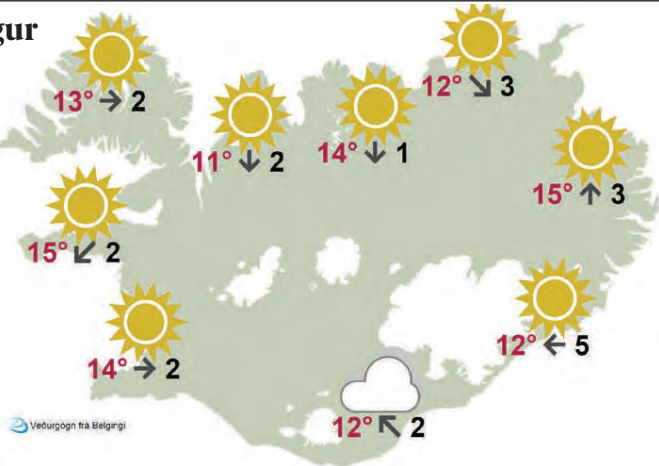 gur
12° ↘ 3
13° → 2
11° ↓ 2
14° ↓ 1
15° ↑ 3
15° ↙ 2
12° ← 5
14° → 2
12° ↖ 2
Veðurgögn frá Belgingi